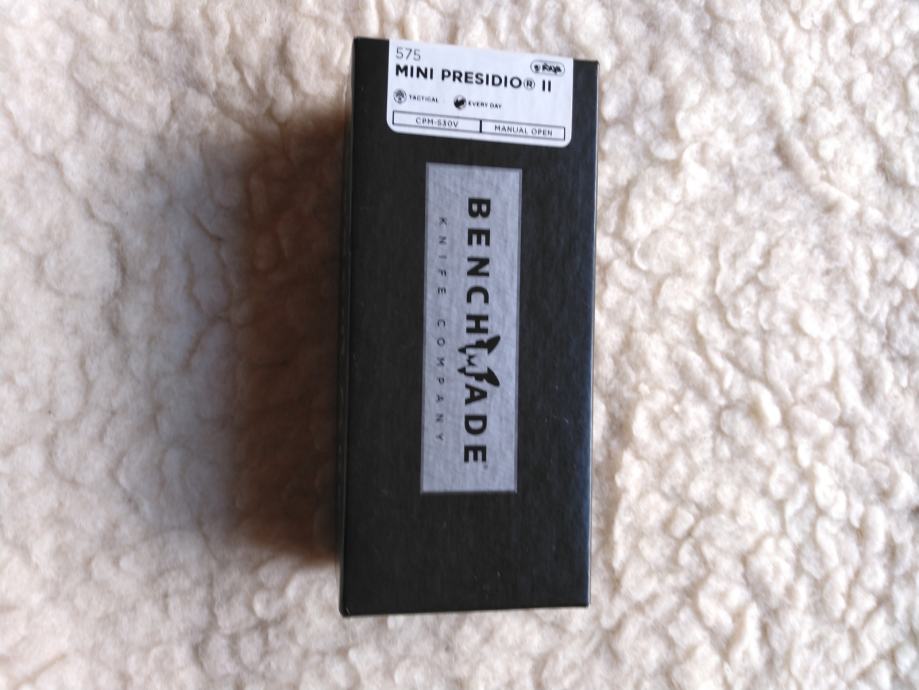 575
MINI PRESIDIO® II
TACTICAL EVERY DAY
CPM-S30V MANUAL OPEN
BENCHMADE®
KNIFE COMPANY